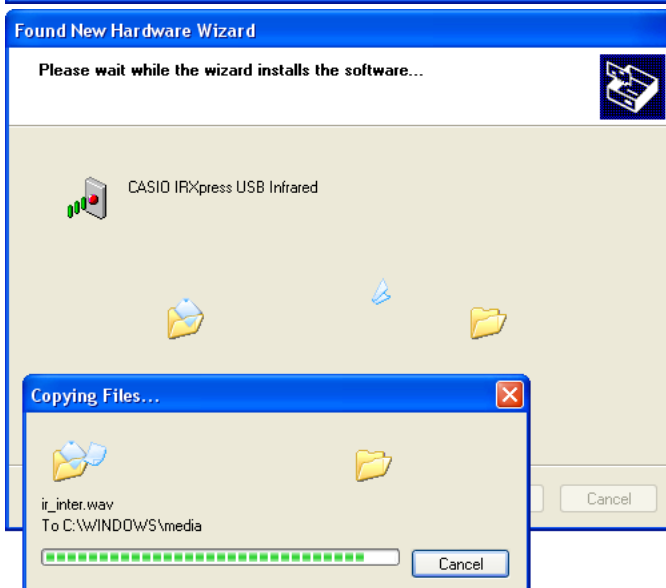 Found New Hardware Wizard
Please wait while the wizard installs the software...
CASIO IRXpress USB Infrared
Copying Files...
ir_inter.wav
To C:\WINDOWS\media
Cancel
Cancel